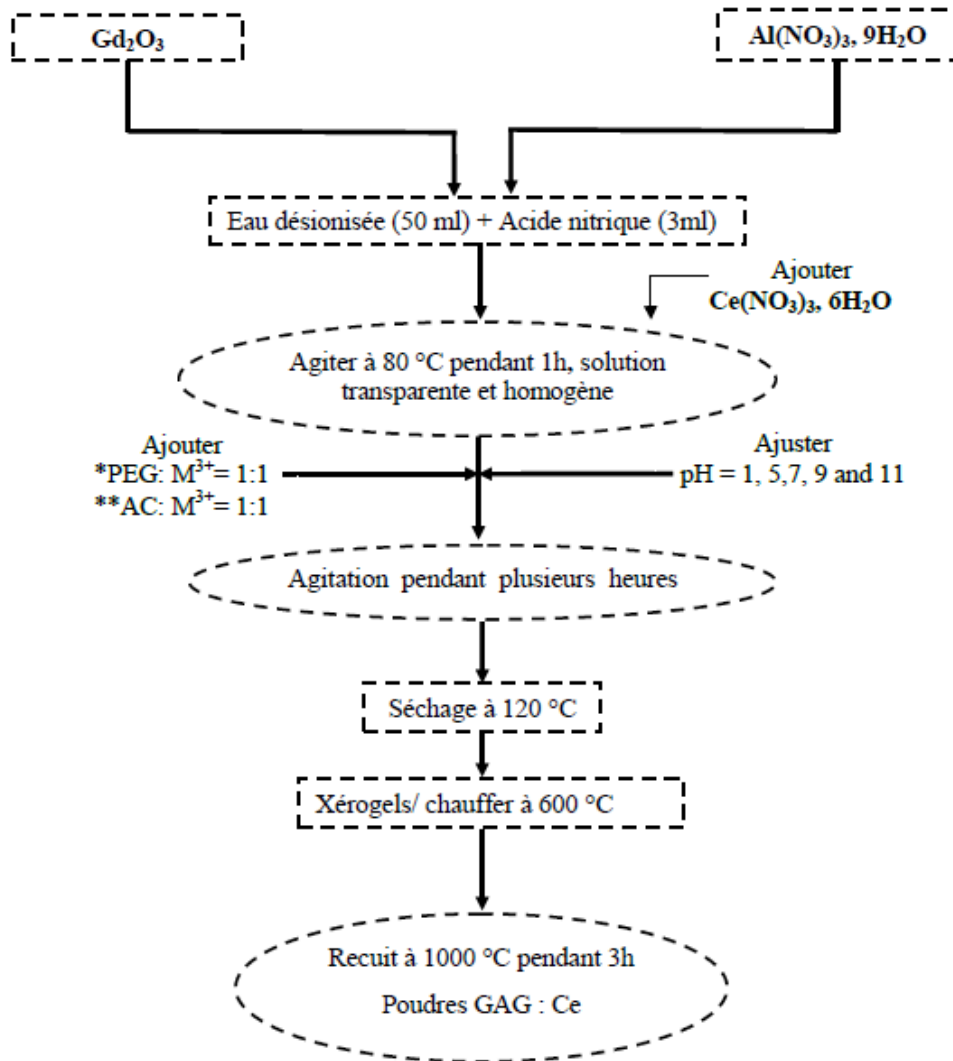 Gd₂O₃
Al(NO₃)₃, 9H₂O
Eau désionisée (50 ml) + Acide nitrique (3ml)
Ajouter
Ce(NO₃)₃, 6H₂O
Agiter à 80 °C pendant 1h, solution
transparente et homogène
Ajouter
*PEG: M³⁺= 1:1
**AC: M³⁺= 1:1
Ajuster
pH = 1, 5,7, 9 and 11
Agitation pendant plusieurs heures
Séchage à 120 °C
Xérogels/ chauffer à 600 °C
Recuit à 1000 °C pendant 3h
Poudres GAG : Ce